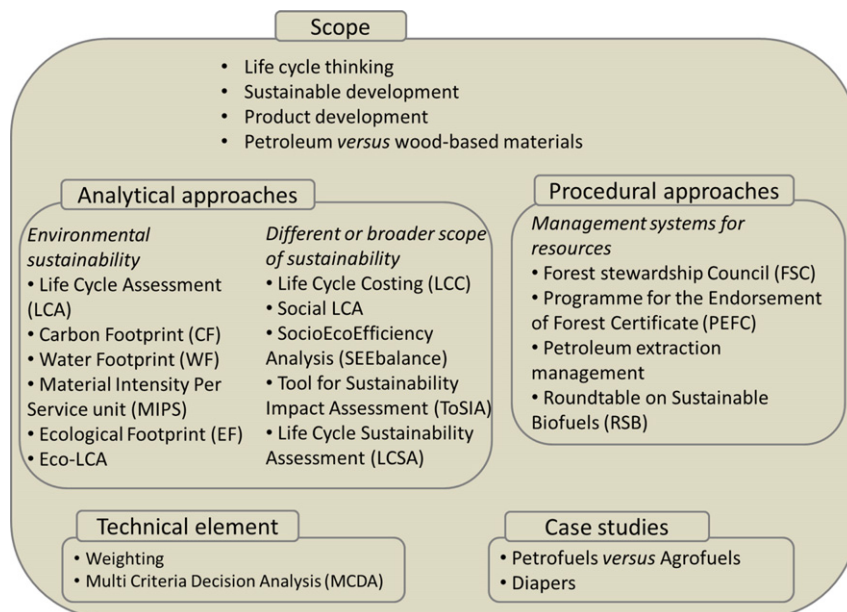 Scope
• Life cycle thinking
• Sustainable development
• Product development
• Petroleum versus wood-based materials
Analytical approaches
Environmental
sustainability
• Life Cycle Assessment
(LCA)
• Carbon Footprint (CF)
• Water Footprint (WF)
• Material Intensity Per
Service unit (MIPS)
• Ecological Footprint (EF)
• Eco-LCA
Different or broader scope
of sustainability
• Life Cycle Costing (LCC)
• Social LCA
• SocioEcoEfficiency
Analysis (SEEbalance)
• Tool for Sustainability
Impact Assessment (ToSIA)
• Life Cycle Sustainability
Assessment (LCSA)
Procedural approaches
Management systems for
resources
• Forest stewardship Council (FSC)
• Programme for the Endorsement
of Forest Certificate (PEFC)
• Petroleum extraction
management
• Roundtable on Sustainable
Biofuels (RSB)
Technical element
• Weighting
• Multi Criteria Decision Analysis (MCDA)
Case studies
• Petrofuels versus Agrofuels
• Diapers